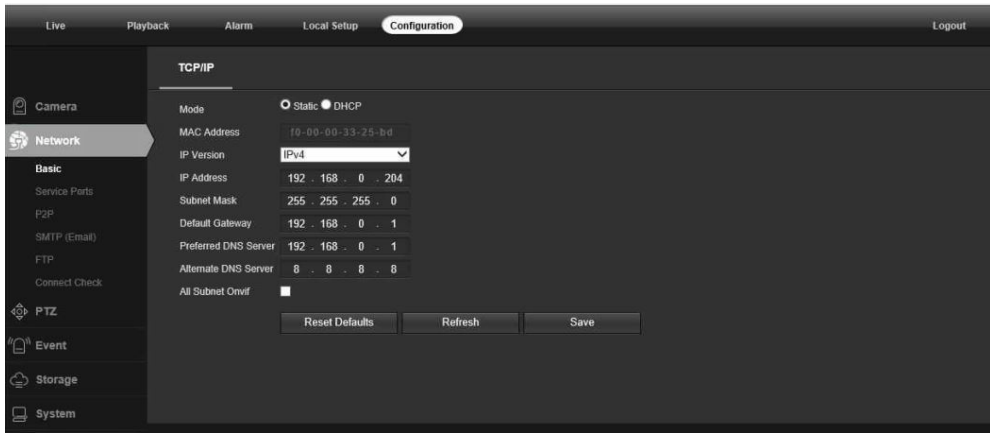 Live Playback Alarm Local Setup Configuration Logout
TCP/IP
Camera
Network
Basic
Service Ports
P2P
SMTP (Email)
FTP
Connect Check
PTZ
Event
Storage
System
Mode Static DHCP
MAC Address f0-00-00-33-25-bd
IP Version IPv4
IP Address 192 . 168 . 0 . 204
Subnet Mask 255 . 255 . 255 . 0
Default Gateway 192 . 168 . 0 . 1
Preferred DNS Server 192 . 168 . 0 . 1
Alternate DNS Server 8 . 8 . 8 . 8
All Subnet Onvif
Reset Defaults Refresh Save